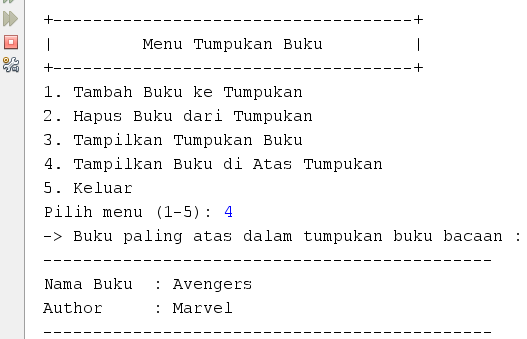 +------------------------------------+
|         Menu Tumpukan Buku         |
+------------------------------------+
1. Tambah Buku ke Tumpukan
2. Hapus Buku dari Tumpukan
3. Tampilkan Tumpukan Buku
4. Tampilkan Buku di Atas Tumpukan
5. Keluar
Pilih menu (1-5): 4
-> Buku paling atas dalam tumpukan buku bacaan :
---------------------------------------------
Nama Buku  : Avengers
Author     : Marvel
---------------------------------------------